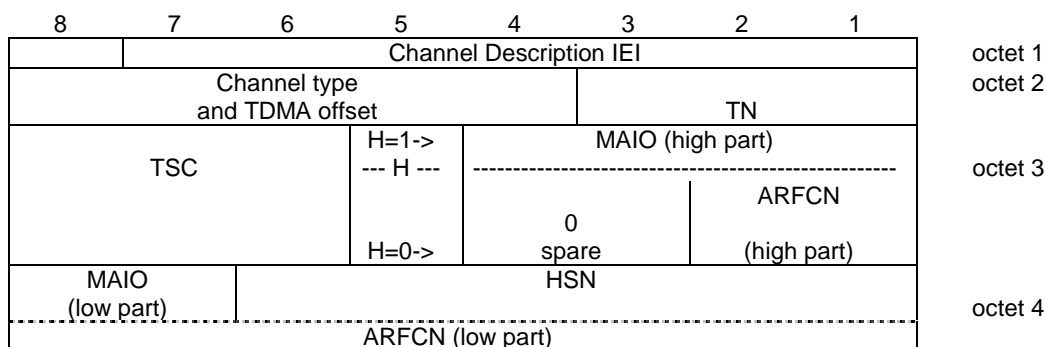 8 7 6 5 4 3 2 1
Channel Description IEI octet 1
Channel type octet 2
and TDMA offset TN
H=1-> MAIO (high part)
TSC --- H --- ---------------------------------------------------- octet 3
ARFCN
0
H=0-> spare (high part)
MAIO HSN
(low part) octet 4
ARFCN (low part)